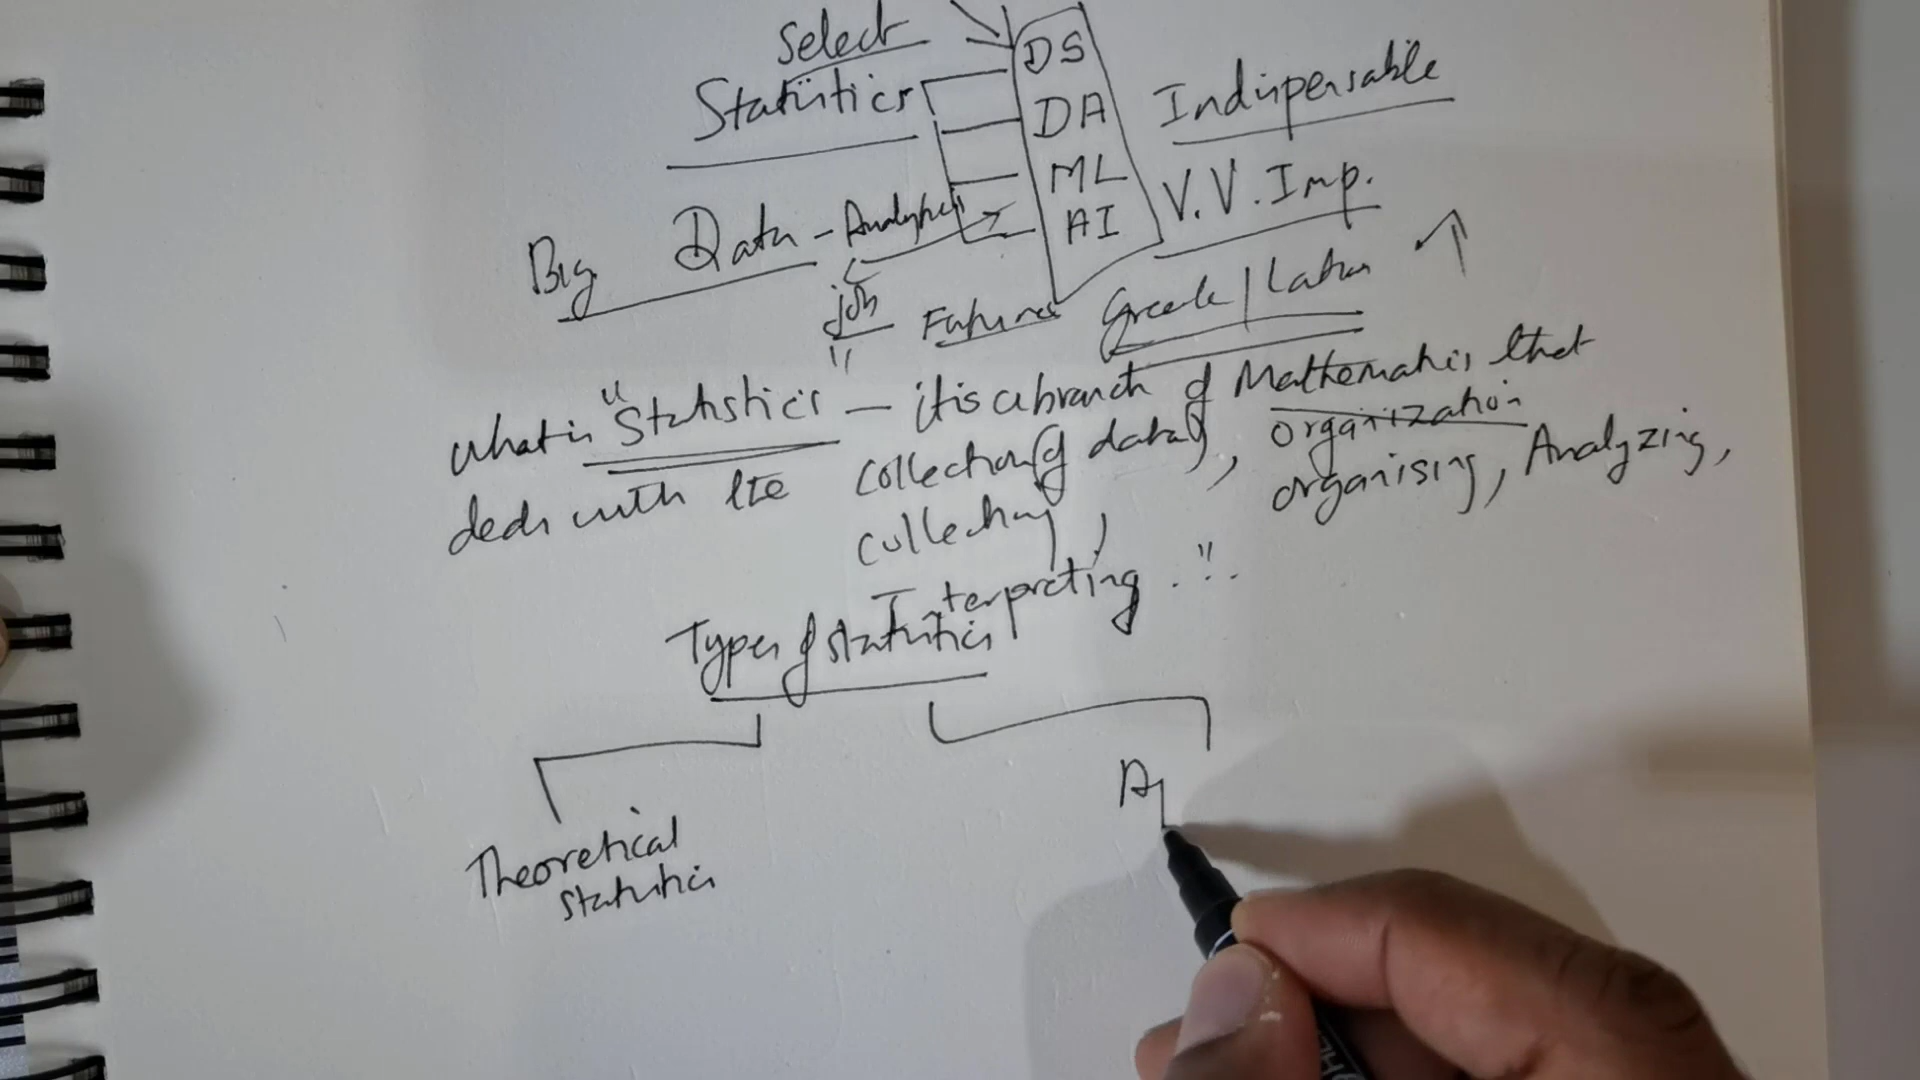 Select
Statistics
DS
DA
ML
AI
Indispensable
V.V. Imp.
Big Data - Analytics
job
Future
Greek / Latin
what is "Statistics" — it is a branch of Mathematics that
deals with the collection (of data), organization
collecting, organising, Analyzing,
Interpreting.".
Types of statistics
Theoretical
statistics
Ap